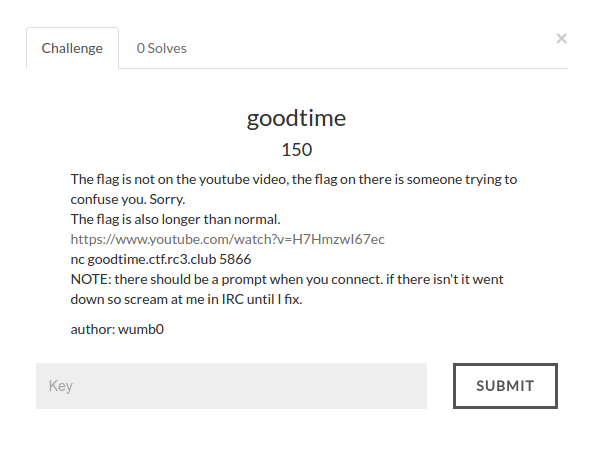 Challenge
0 Solves
×
goodtime
150
The flag is not on the youtube video, the flag on there is someone trying to
confuse you. Sorry.
The flag is also longer than normal.
https://www.youtube.com/watch?v=H7HmzwI67ec
nc goodtime.ctf.rc3.club 5866
NOTE: there should be a prompt when you connect. if there isn't it went
down so scream at me in IRC until I fix.
author: wumb0
Key
SUBMIT